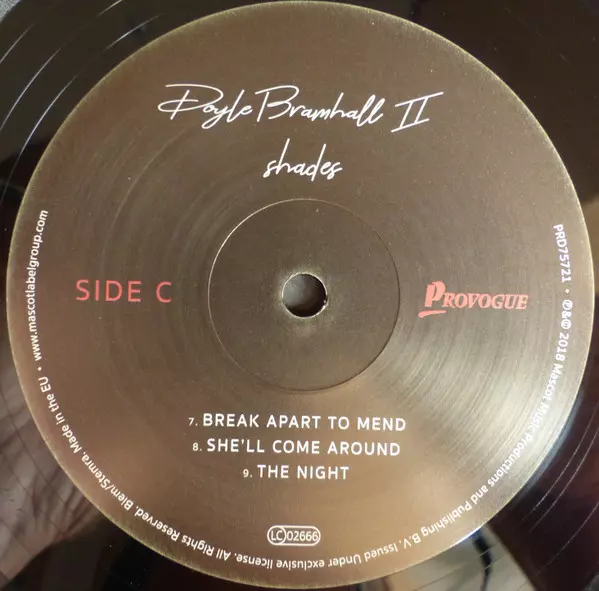 Doyle Bramhall II
shades
SIDE C
PROVOGUE
7. BREAK APART TO MEND
8. SHE'LL COME AROUND
9. THE NIGHT
LC 02666
PRD75721 • ℗&© 2018 Mascot Music Productions and Publishing B.V. Issued Under exclusive license. All Rights Reserved. Biem/Stemra. Made in the EU • www.mascotlabelgroup.com